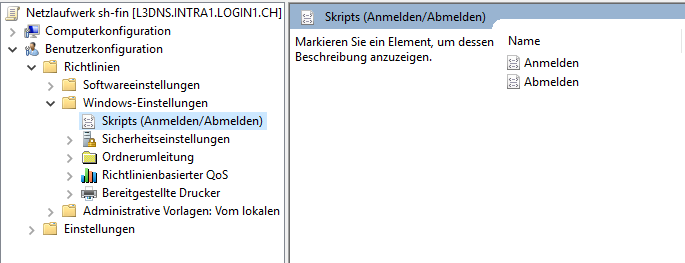 Netzlaufwerk sh-fin [L3DNS.INTRA1.LOGIN1.CH]
Computerkonfiguration
Benutzerkonfiguration
Richtlinien
Softwareeinstellungen
Windows-Einstellungen
Skripts (Anmelden/Abmelden)
Sicherheitseinstellungen
Ordnerumleitung
Richtlinienbasierter QoS
Bereitgestellte Drucker
Administrative Vorlagen: Vom lokalen
Einstellungen
Skripts (Anmelden/Abmelden)
Markieren Sie ein Element, um dessen
Beschreibung anzuzeigen.
Name
Anmelden
Abmelden